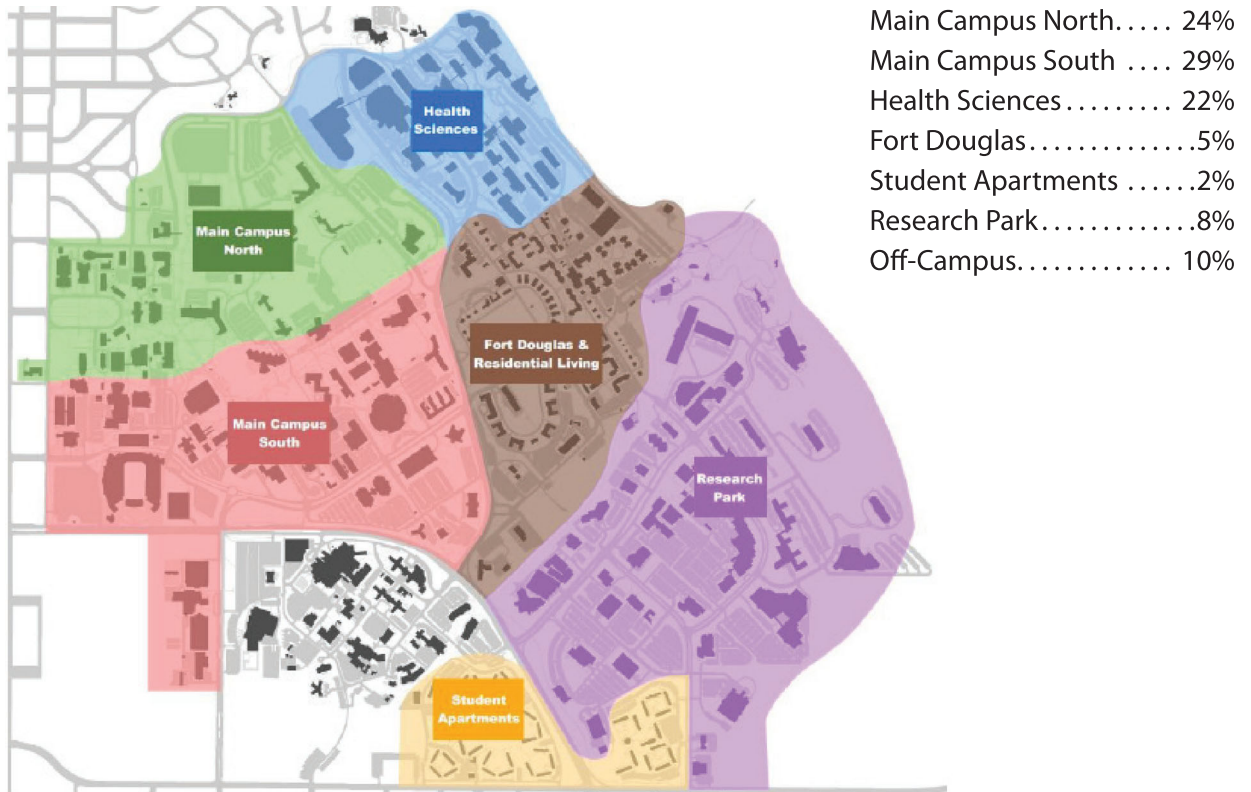 Main Campus North..... 24%
Main Campus South .... 29%
Health Sciences......... 22%
Fort Douglas..............5%
Student Apartments ......2%
Research Park.............8%
Off-Campus............. 10%
Health
Sciences
Main Campus
North
Fort Douglas &
Residential Living
Main Campus
South
Research
Park
Student
Apartments